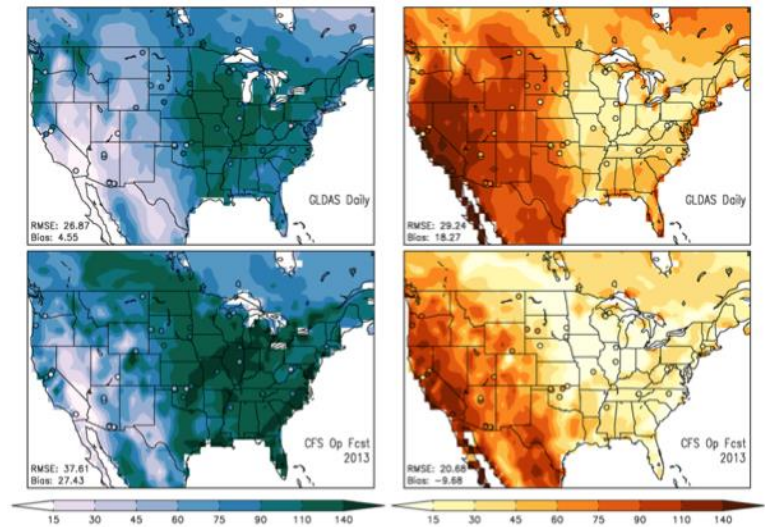 GLDAS Daily
RMSE: 26.87
Bias: 4.55
GLDAS Daily
RMSE: 29.24
Bias: 18.27
CFS Op Fcst
2013
RMSE: 37.61
Bias: 27.43
CFS Op Fcst
2013
RMSE: 20.68
Bias: -9.68
15 30 45 60 75 90 110 140
15 30 45 60 75 90 110 140